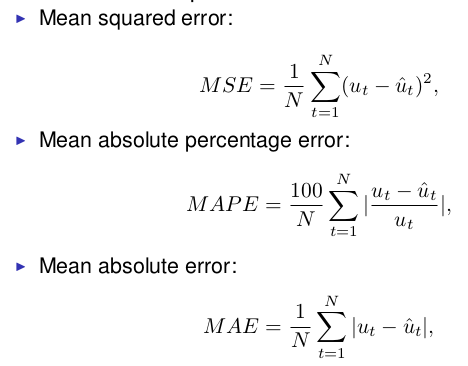 ▶ Mean squared error:
MSE = \frac{1}{N} \sum_{t=1}^{N} (u_t - \hat{u}_t)^2,
▶ Mean absolute percentage error:
MAPE = \frac{100}{N} \sum_{t=1}^{N} |\frac{u_t - \hat{u}_t}{u_t}|,
▶ Mean absolute error:
MAE = \frac{1}{N} \sum_{t=1}^{N} |u_t - \hat{u}_t|,